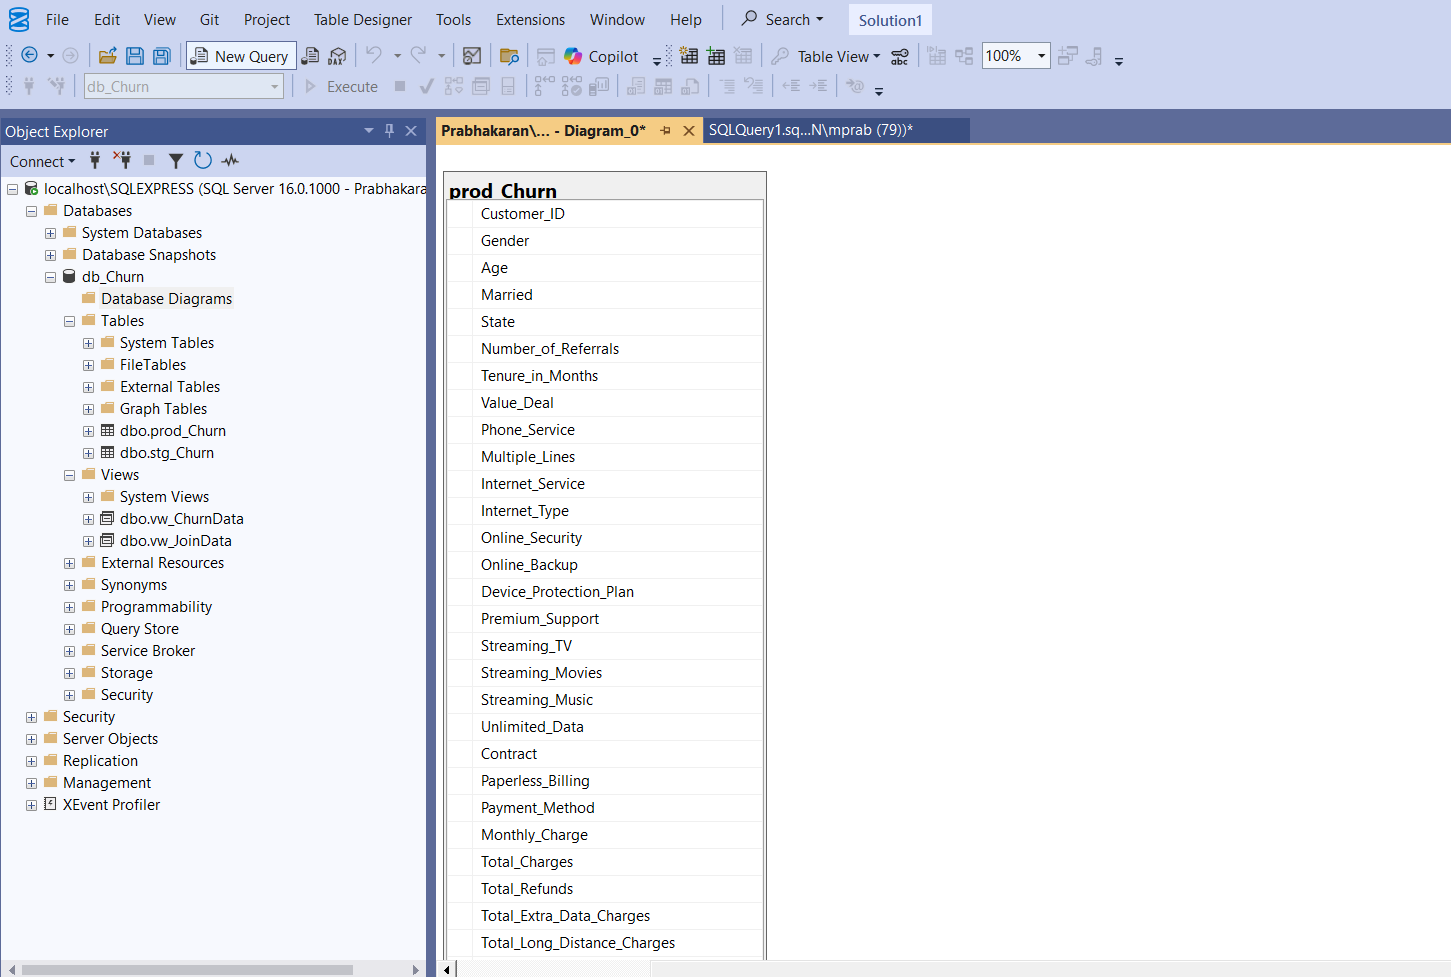 File Edit View Git Project Table Designer Tools Extensions Window Help Search Solution1
New Query DAX Copilot Table View abc 100%
db_Churn Execute
Object Explorer
Connect
localhost\SQLEXPRESS (SQL Server 16.0.1000 - Prabhakara
Databases
System Databases
Database Snapshots
db_Churn
Database Diagrams
Tables
System Tables
FileTables
External Tables
Graph Tables
dbo.prod_Churn
dbo.stg_Churn
Views
System Views
dbo.vw_ChurnData
dbo.vw_JoinData
External Resources
Synonyms
Programmability
Query Store
Service Broker
Storage
Security
Security
Server Objects
Replication
Management
XEvent Profiler
Prabhakaran\... - Diagram_0* SQLQuery1.sq...N\mprab (79))*
prod_Churn
Customer_ID
Gender
Age
Married
State
Number_of_Referrals
Tenure_in_Months
Value_Deal
Phone_Service
Multiple_Lines
Internet_Service
Internet_Type
Online_Security
Online_Backup
Device_Protection_Plan
Premium_Support
Streaming_TV
Streaming_Movies
Streaming_Music
Unlimited_Data
Contract
Paperless_Billing
Payment_Method
Monthly_Charge
Total_Charges
Total_Refunds
Total_Extra_Data_Charges
Total_Long_Distance_Charges